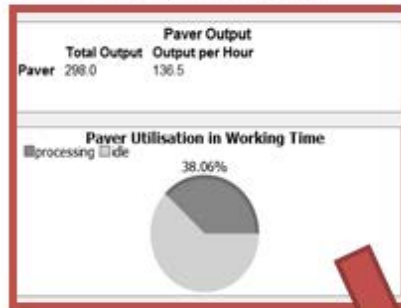 Paver Output
Total Output Output per Hour
Paver 298.0 136.5
Paver Utilisation in Working Time
processing idle
38.06%